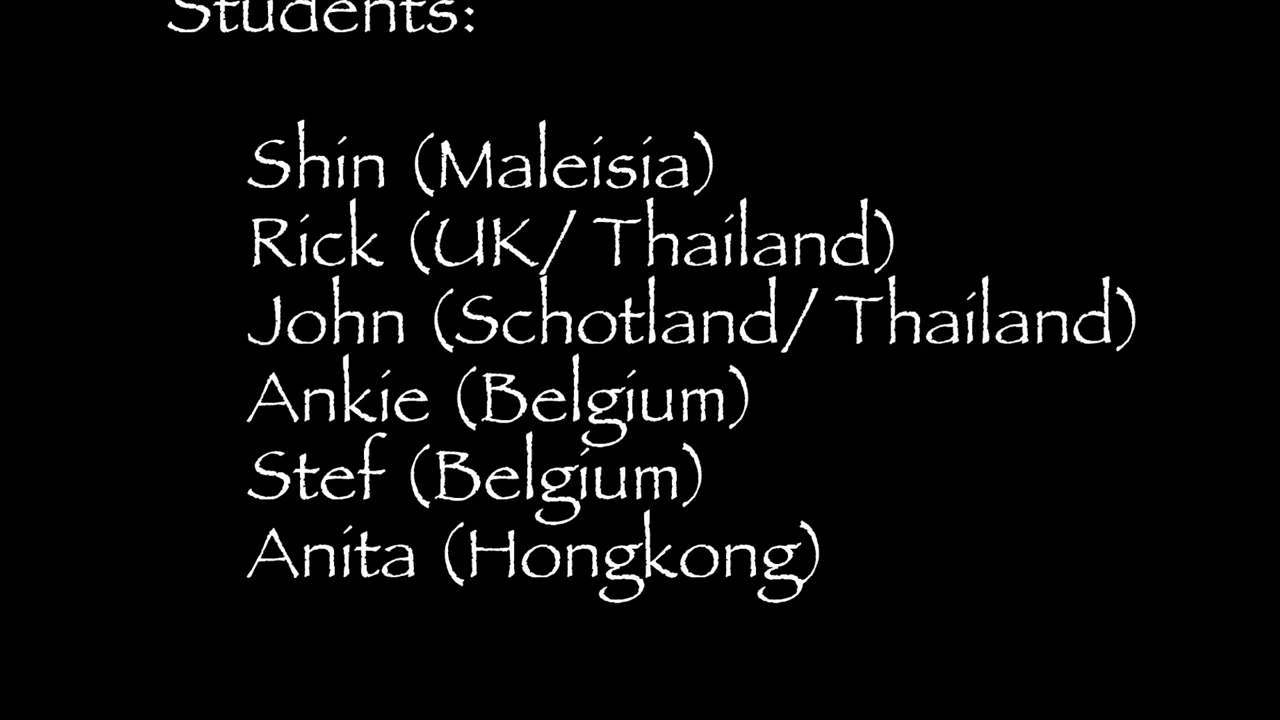 Students:
Shin (Maleisia)
Rick (UK/ Thailand)
John (Schotland/ Thailand)
Ankie (Belgium)
Stef (Belgium)
Anita (Hongkong)